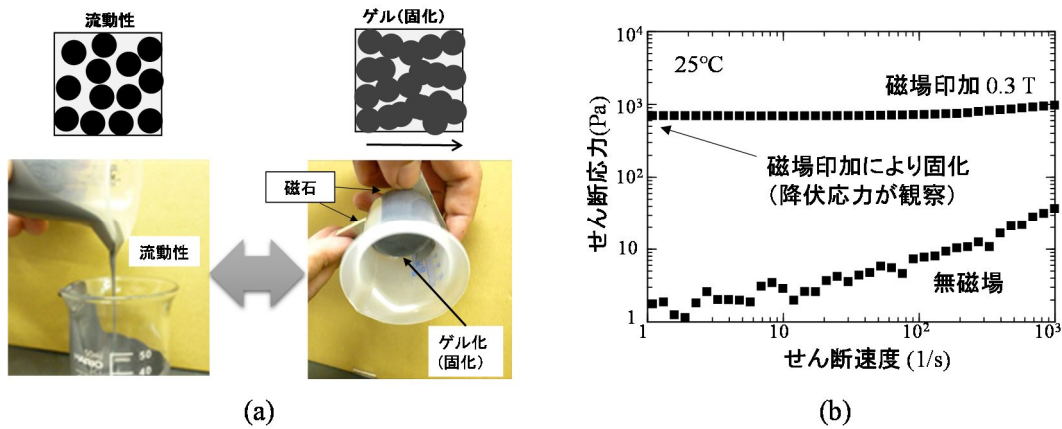 流動性
ゲル(固化)
磁石
流動性
ゲル化
(固化)
50
40
(a)
せん断応力(Pa)
10⁴
10³
10²
10
1
25℃
磁場印加 0.3 T
磁場印加により固化
(降伏応力が観察)
無磁場
1
10
10²
10³
せん断速度 (1/s)
(b)